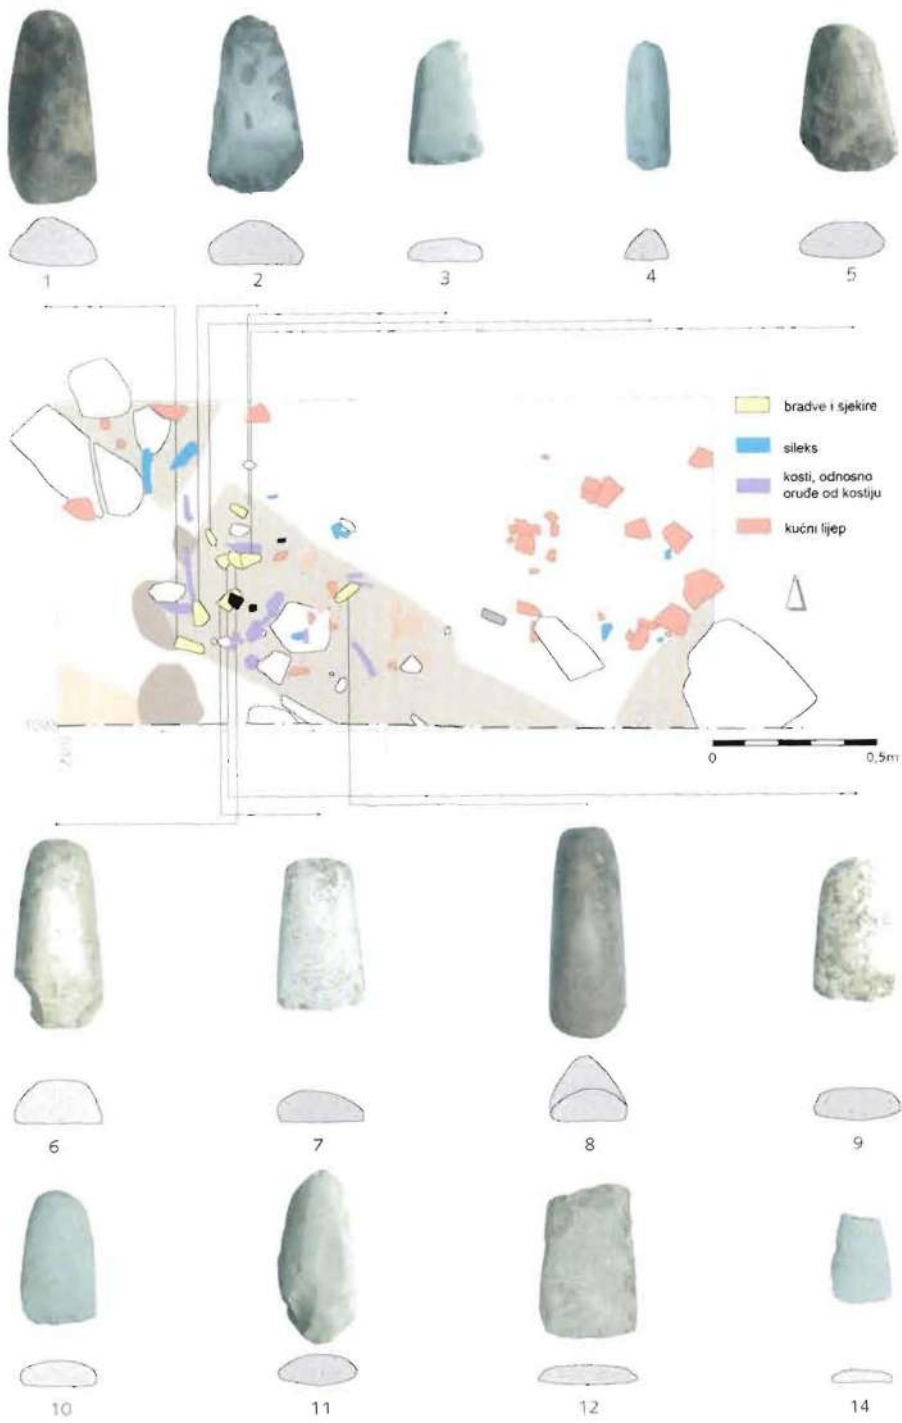 1
2
3
4
5
bradve i sjekire
sileks
kosti, odnosno
oruđe od kostiju
kućni lijep
0
0,5m
6
7
8
9
10
11
12
14